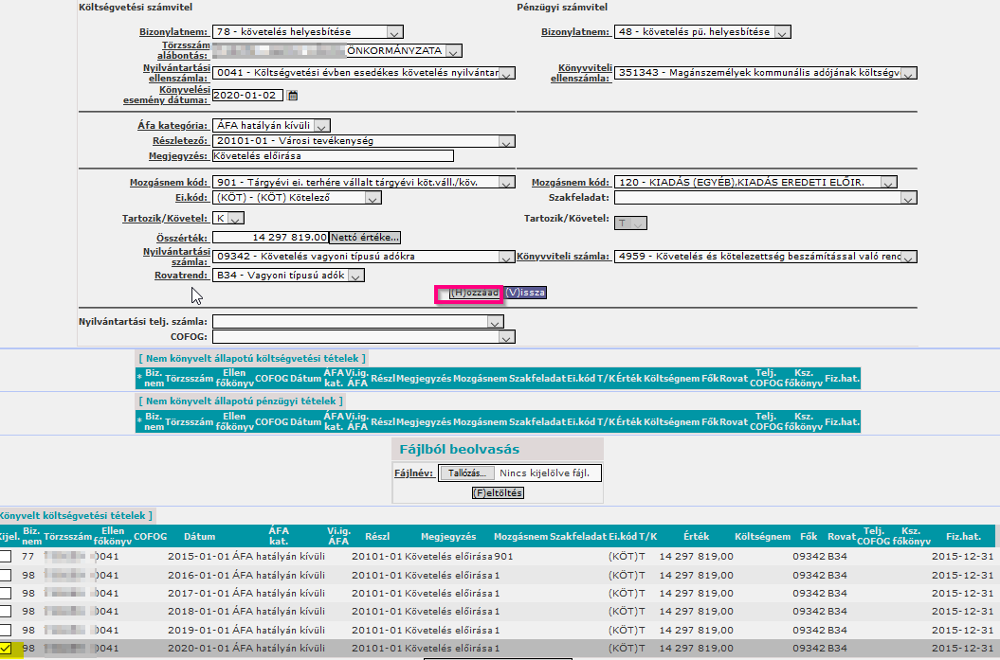 Költségvetési számvitel Pénzügyi számvitel
Bizonylatnem: 78 - követelés helyesbítése Bizonylatnem: 48 - követelés pü. helyesbítése
Törzsszám alábontás: ÖNKORMÁNYZATA
Nyilvántartási ellenszámla: 0041 - Költségvetési évben esedékes követelés nyilvántar Könyvviteli ellenszámla: 351343 - Magánszemélyek kommunális adójának költségv
Könyvelési esemény dátuma: 2020-01-02
Áfa kategória: ÁFA hatályán kívüli
Részletező: 20101-01 - Városi tevékenység
Megjegyzés: Követelés előírása
Mozgásnem kód: 901 - Tárgyévi ei. terhére vállalt tárgyévi köt.váll./köv. Mozgásnem kód: 120 - KIADÁS (EGYÉB),KIADÁS EREDETI ELŐIR.
Ei.kód: (KÖT) - (KÖT) Kötelező Szakfeladat:
Tartozik/Követel: K Tartozik/Követel: T
Összérték: 14 297 819.00 Nettó értéke...
Nyilvántartási számla: 09342 - Követelés vagyoni típusú adókra Könyvviteli számla: 4959 - Követelés és kötelezettség beszámítással való rend
Rovatrend: B34 - Vagyoni típusú adók
(H)ozzáad (V)issza
Nyilvántartási telj. számla:
COFOG:
[ Nem könyvelt állapotú költségvetési tételek ]
* Biz. nem Törzsszám Ellen főkönyv COFOG Dátum ÁFA kat. Vi.ig. ÁFA Részl Megjegyzés Mozgásnem Szakfeladat Ei.kód T/K Érték Költségnem Fők Rovat Telj. COFOG Ksz. főkönyv Fiz.hat.
[ Nem könyvelt állapotú pénzügyi tételek ]
* Biz. nem Törzsszám Ellen főkönyv COFOG Dátum ÁFA kat. Vi.ig. ÁFA Részl Megjegyzés Mozgásnem Szakfeladat Ei.kód T/K Érték Költségnem Fők Rovat Telj. COFOG Ksz. főkönyv Fiz.hat.
Fájlból beolvasás
Fájlnév: Tallózás... Nincs kijelölve fájl.
(F)eltöltés
Könyvelt költségvetési tételek ]
Kijel. Biz. nem Törzsszám Ellen főkönyv COFOG Dátum ÁFA kat. Vi.ig. ÁFA Részl Megjegyzés Mozgásnem Szakfeladat Ei.kód T/K Érték Költségnem Fők Rovat Telj. COFOG Ksz. főkönyv Fiz.hat.
77 0041 2015-01-01 ÁFA hatályán kívüli 20101-01 Követelés előírása 901 (KÖT) T 14 297 819,00 09342 B34 2015-12-31
98 0041 2016-01-01 ÁFA hatályán kívüli 20101-01 Követelés előírása 1 (KÖT) T 14 297 819,00 09342 B34 2015-12-31
98 0041 2017-01-01 ÁFA hatályán kívüli 20101-01 Követelés előírása 1 (KÖT) T 14 297 819,00 09342 B34 2015-12-31
98 0041 2018-01-01 ÁFA hatályán kívüli 20101-01 Követelés előírása 1 (KÖT) T 14 297 819,00 09342 B34 2015-12-31
98 0041 2019-01-01 ÁFA hatályán kívüli 20101-01 Követelés előírása 1 (KÖT) T 14 297 819,00 09342 B34 2015-12-31
98 0041 2020-01-01 ÁFA hatályán kívüli 20101-01 Követelés előírása 1 (KÖT) T 14 297 819,00 09342 B34 2015-12-31